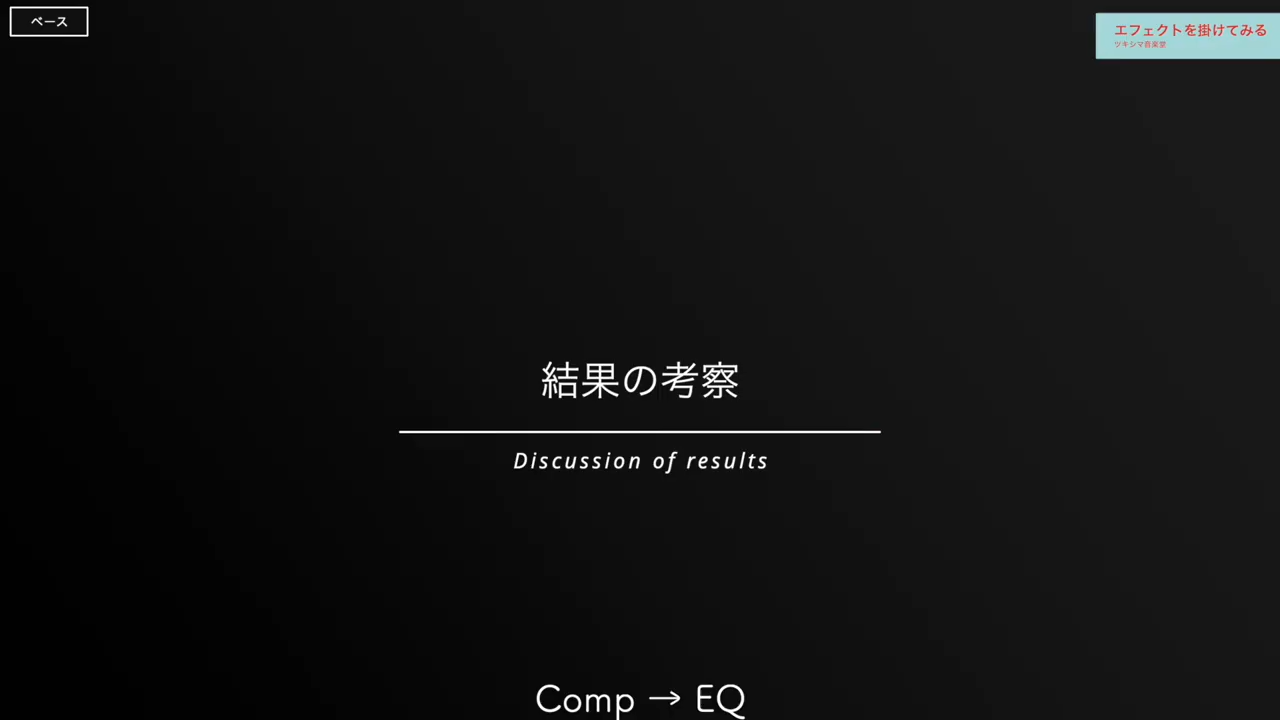 ベース
エフェクトを掛けてみる
ツキシマ音楽堂
結果の考察
Discussion of results
Comp → EQ